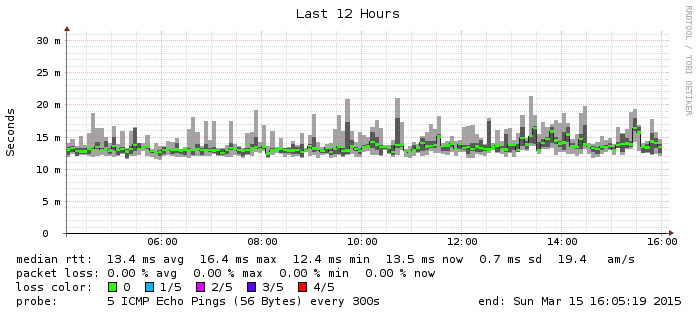 Last 12 Hours
RRDTOOL / TOBI OETIKER
Seconds
30 m
25 m
20 m
15 m
10 m
5 m
0
06:00 08:00 10:00 12:00 14:00 16:00
median rtt: 13.4 ms avg 16.4 ms max 12.4 ms min 13.5 ms now 0.7 ms sd 19.4 am/s
packet loss: 0.00 % avg 0.00 % max 0.00 % min 0.00 % now
loss color: 0 1/5 2/5 3/5 4/5
probe: 5 ICMP Echo Pings (56 Bytes) every 300s end: Sun Mar 15 16:05:19 2015